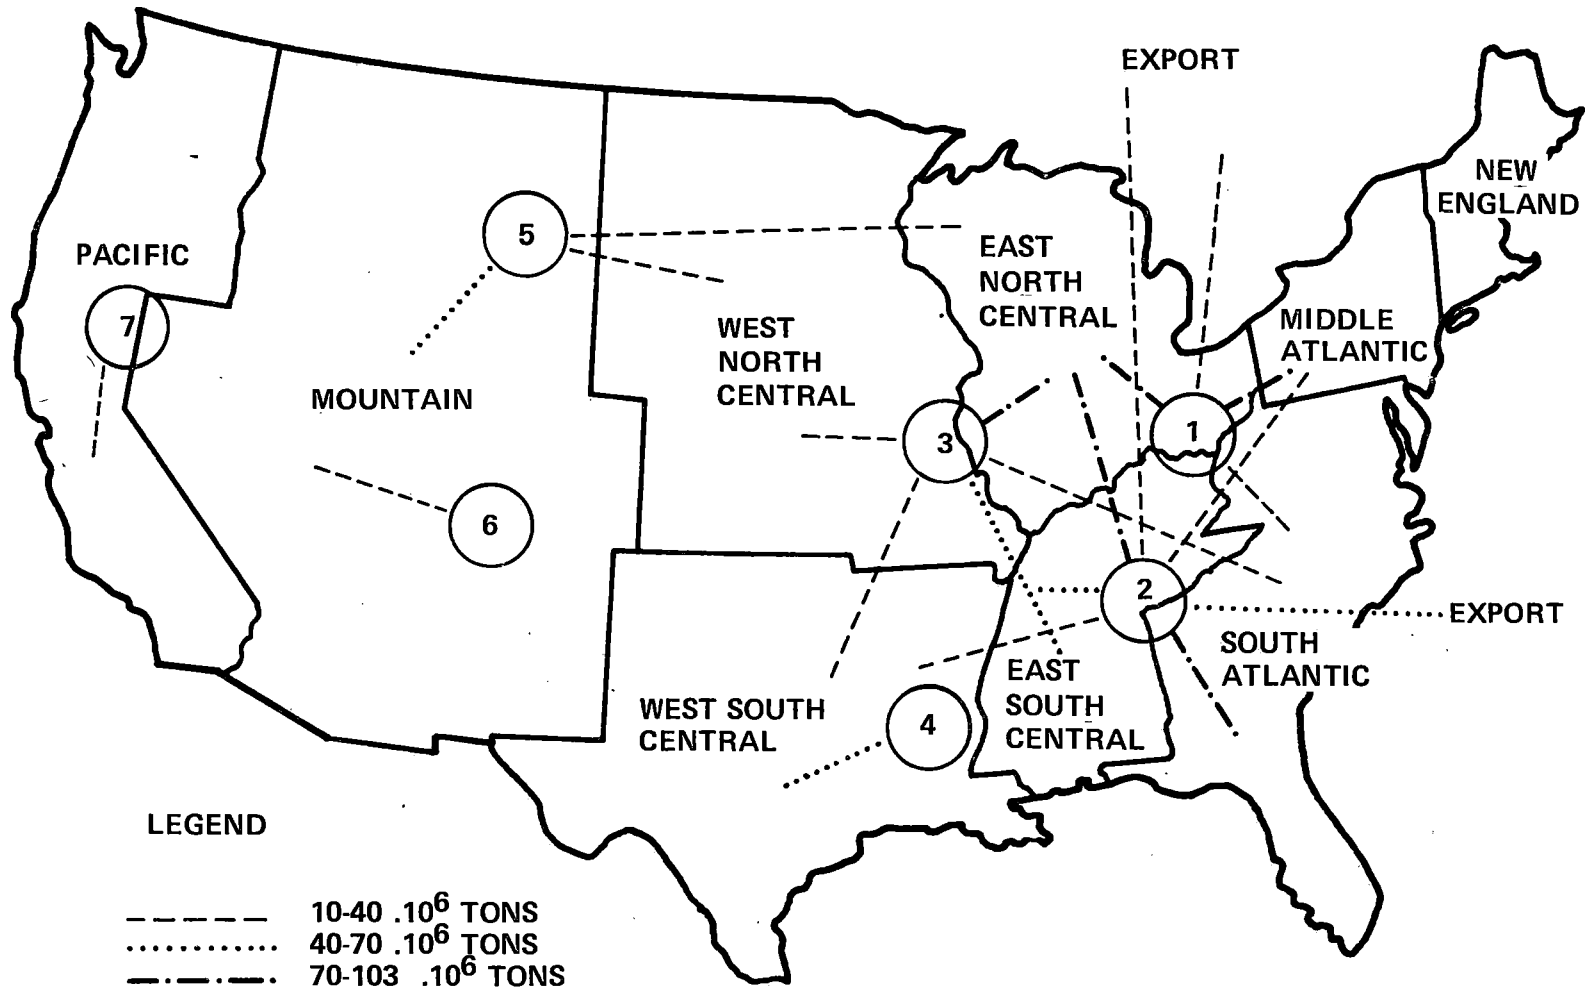 EXPORT
NEW
ENGLAND
5
PACIFIC
EAST
NORTH
CENTRAL
7
WEST
NORTH
CENTRAL
MIDDLE
ATLANTIC
MOUNTAIN
3
1
6
2
EXPORT
SOUTH
ATLANTIC
EAST
SOUTH
CENTRAL
WEST SOUTH
CENTRAL
4
LEGEND
10-40 .10⁶ TONS
40-70 .10⁶ TONS
70-103 .10⁶ TONS